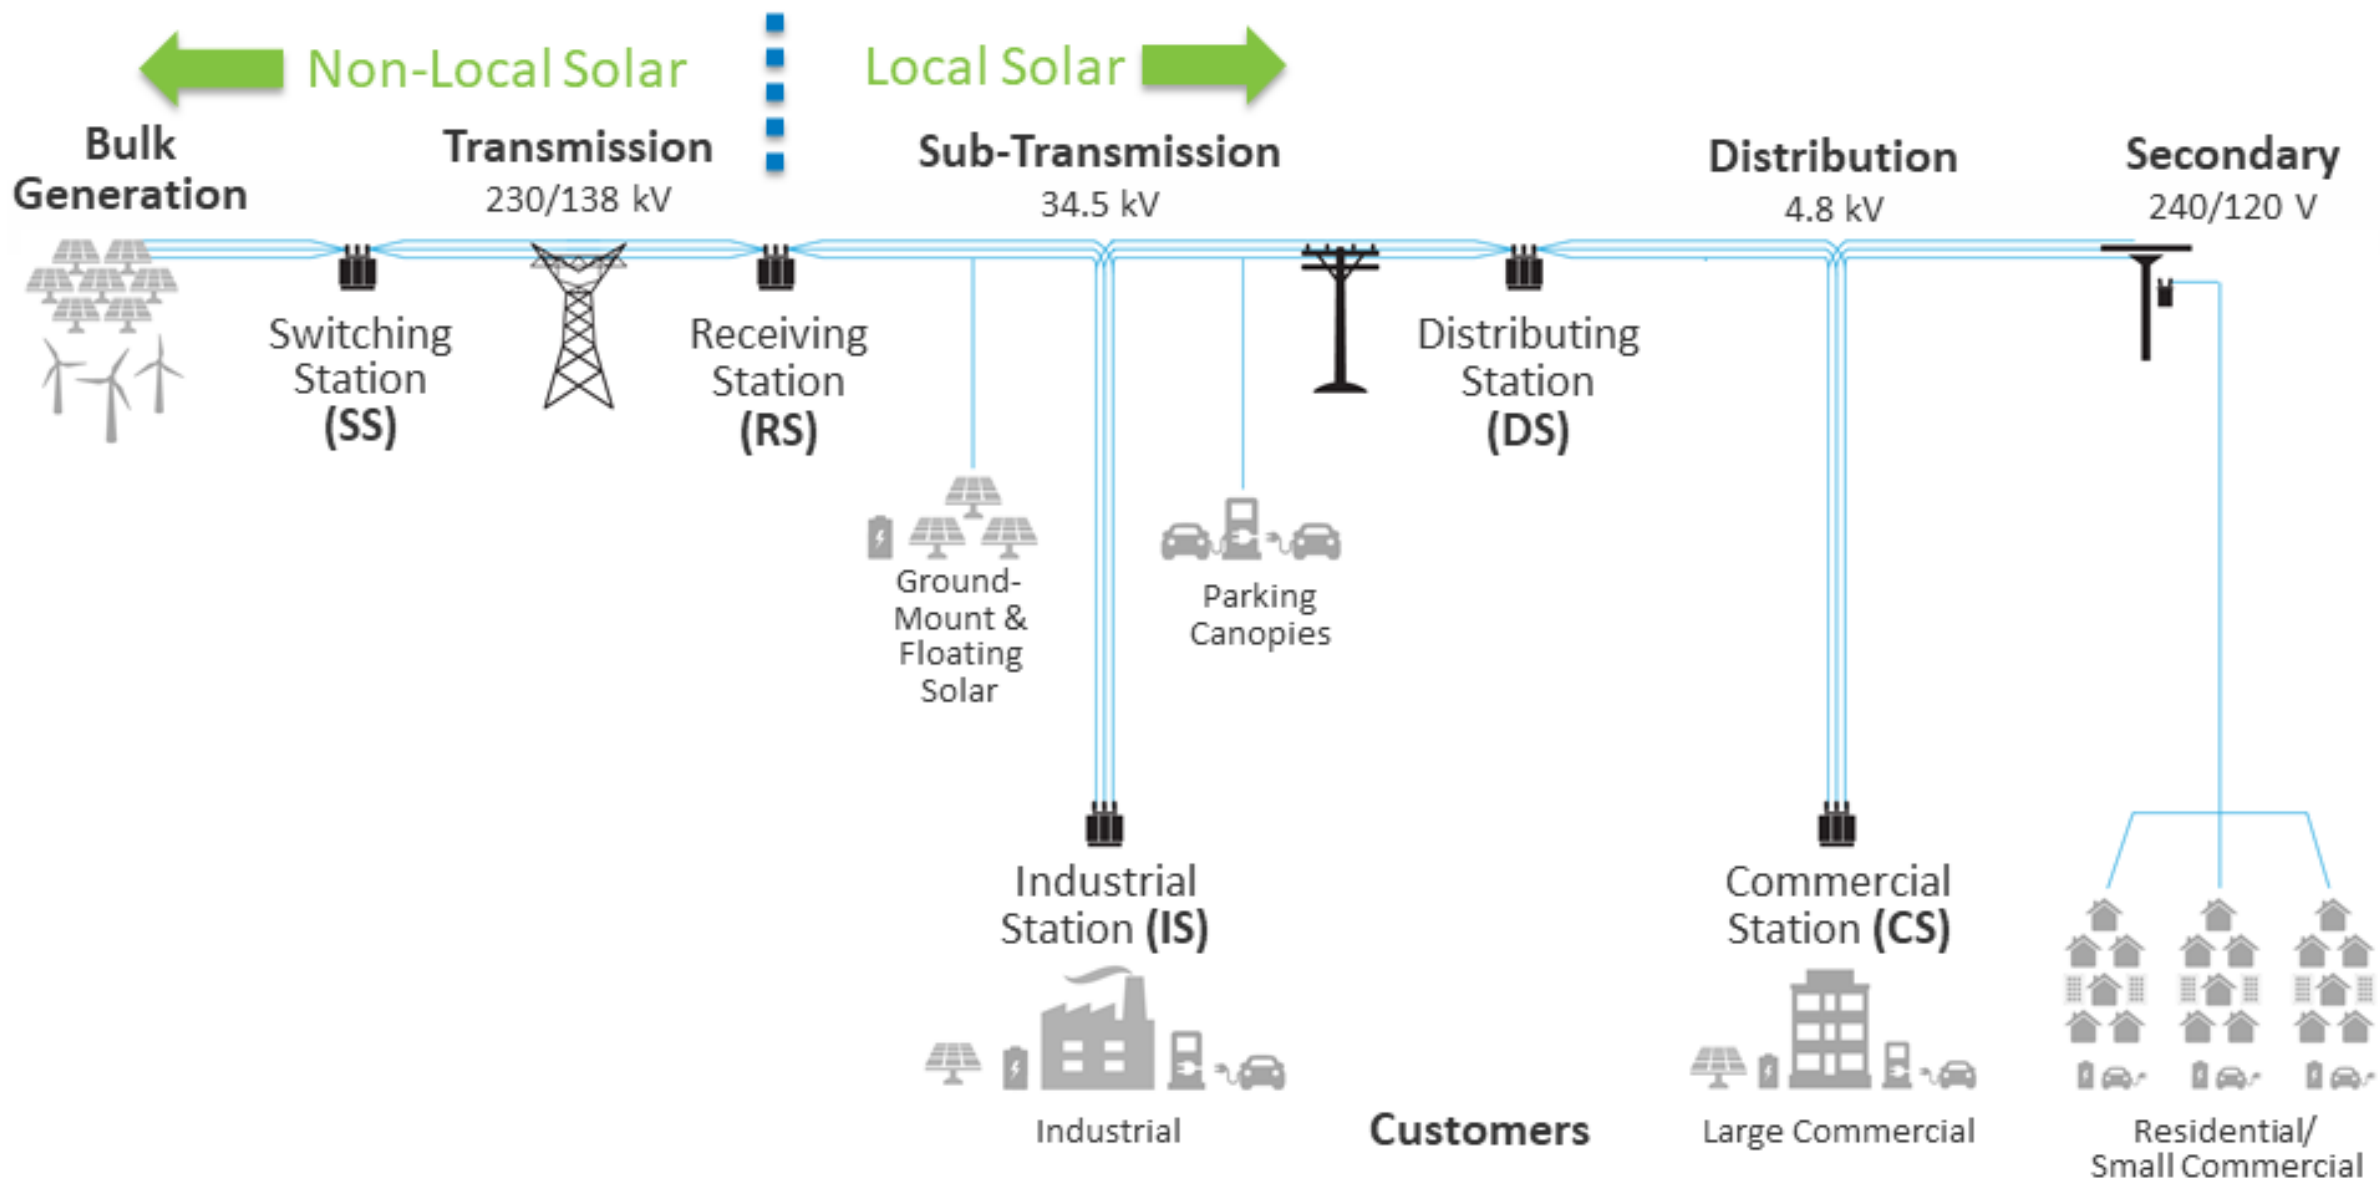 Non-Local Solar
Local Solar
Bulk
Generation
Transmission
230/138 kV
Sub-Transmission
34.5 kV
Distribution
4.8 kV
Secondary
240/120 V
Switching
Station
(SS)
Receiving
Station
(RS)
Distributing
Station
(DS)
Ground-
Mount &
Floating
Solar
Parking
Canopies
Industrial
Station (IS)
Commercial
Station (CS)
Industrial
Customers
Large Commercial
Residential/
Small Commercial